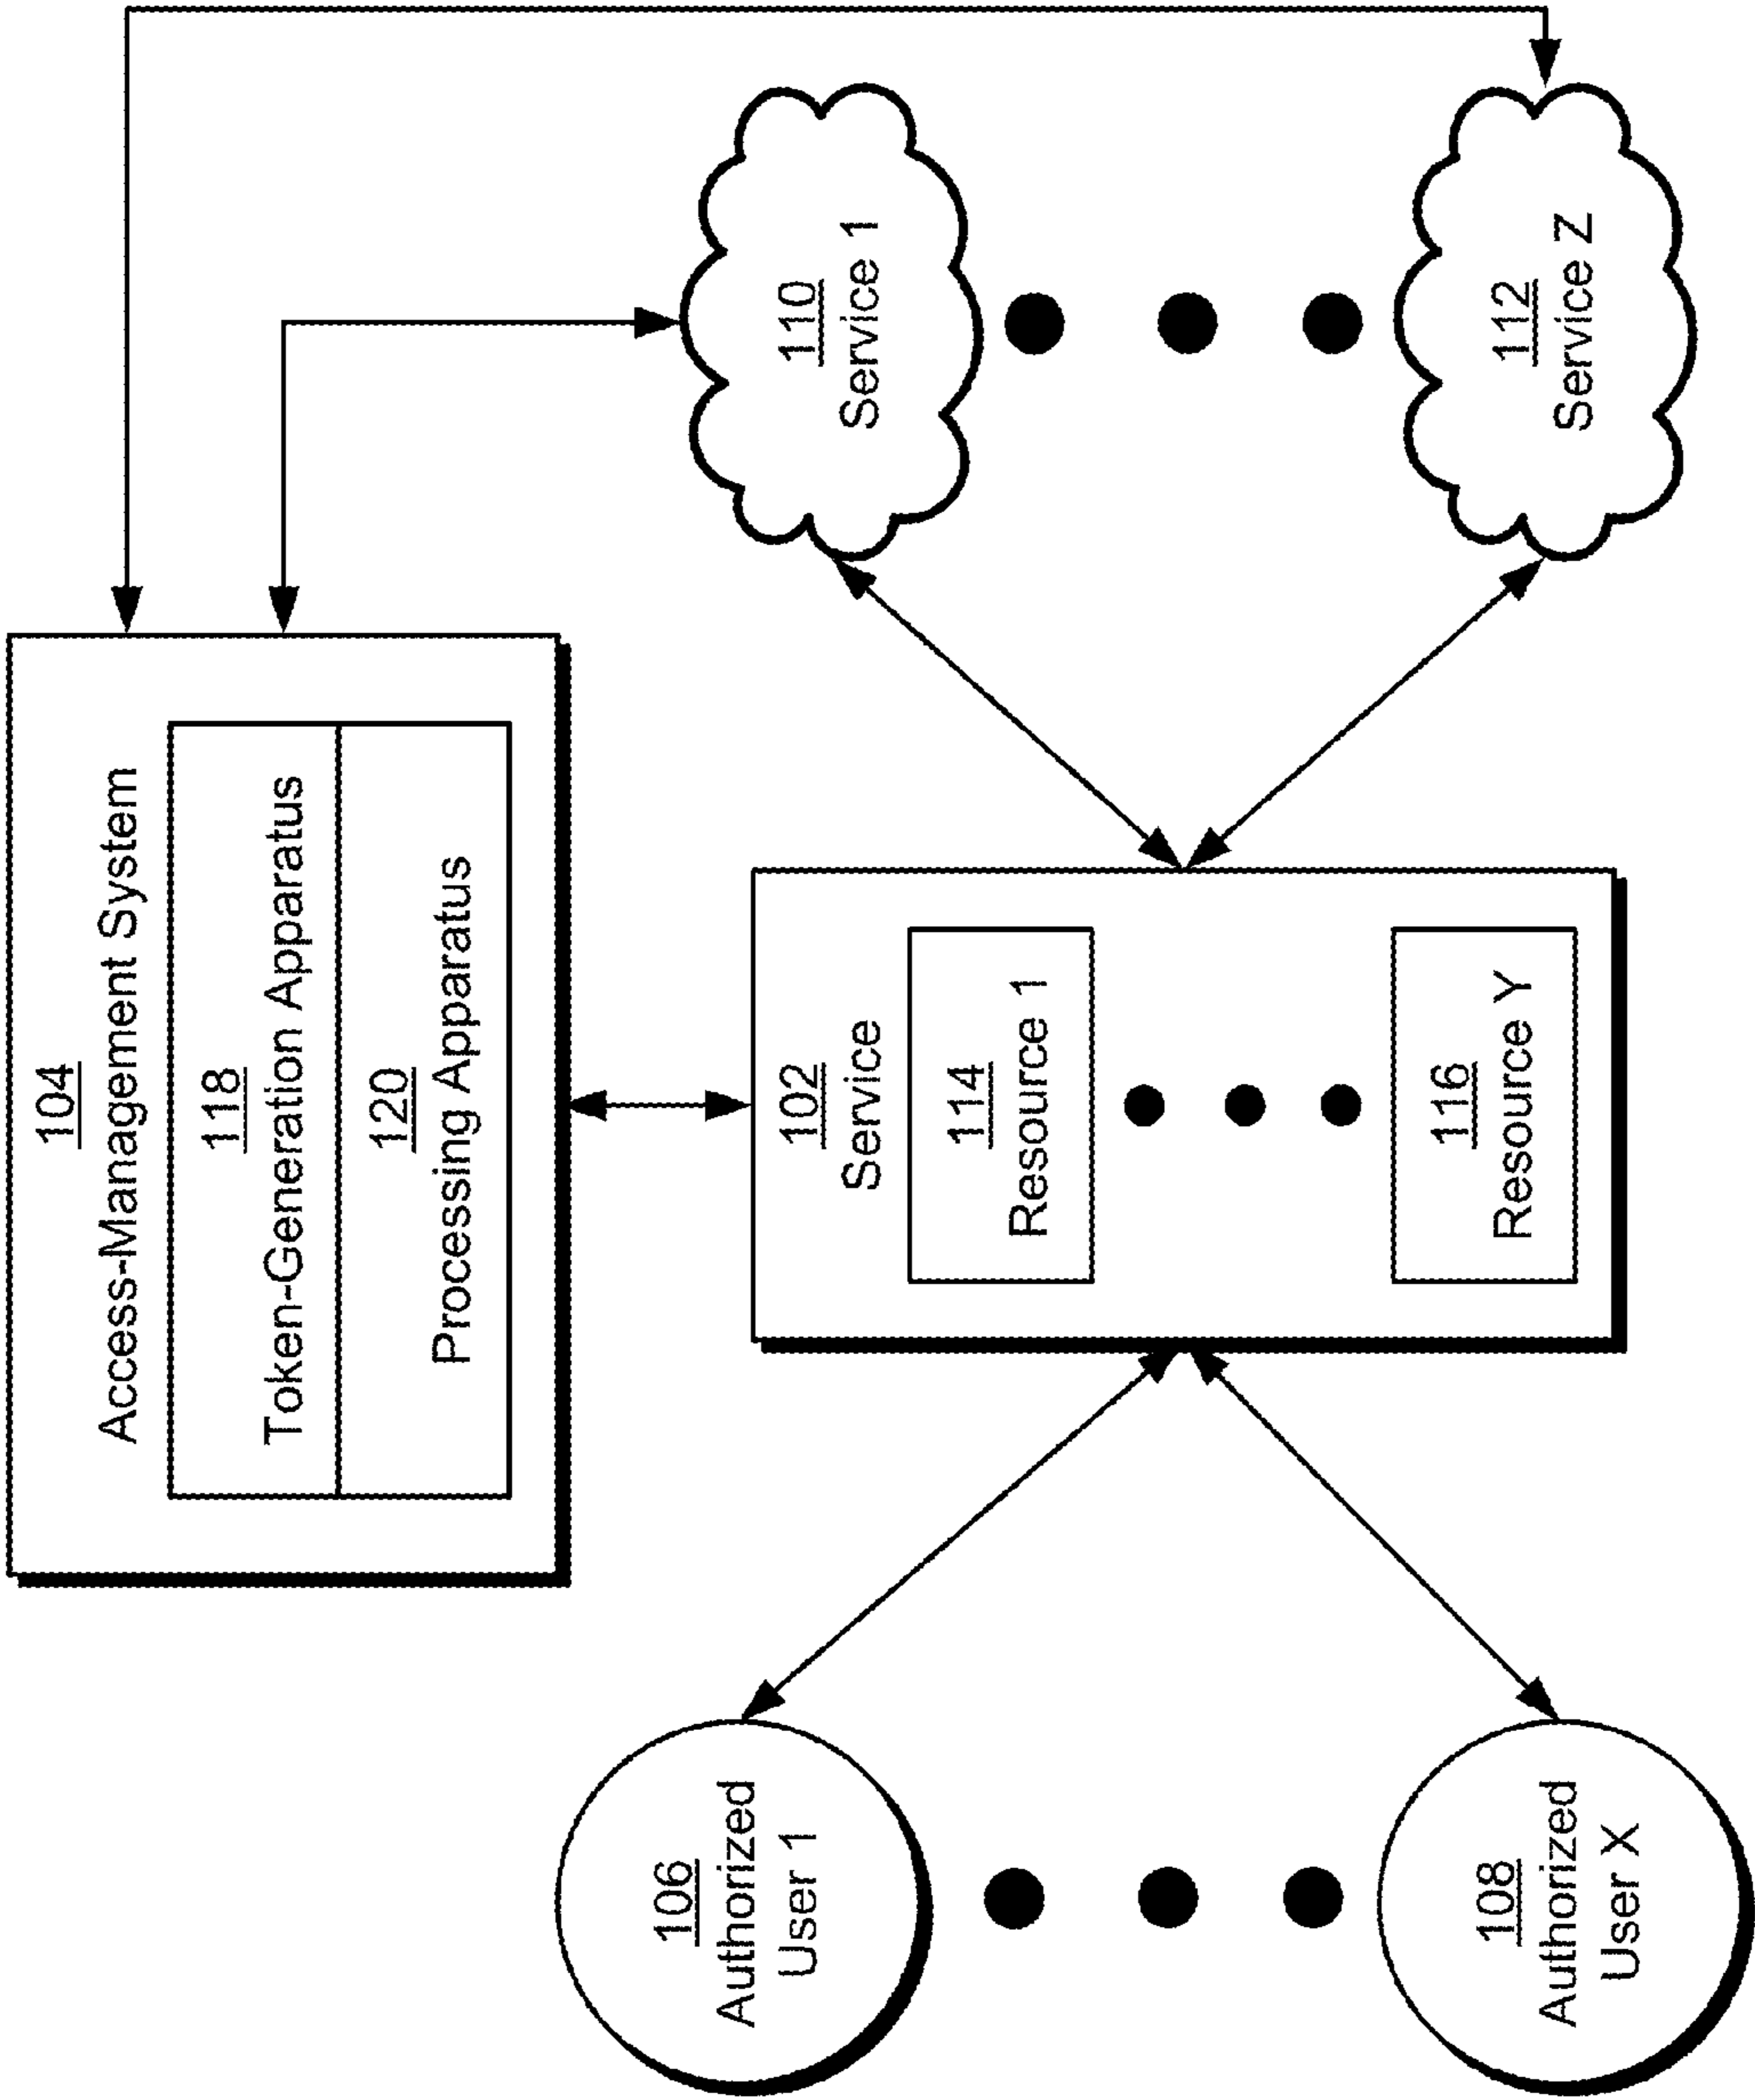 104
Access-Management System
118
Token-Generation Apparatus
120
Processing Apparatus
106
Authorized
User 1
108
Authorized
User X
102
Service
114
Resource 1
116
Resource Y
110
Service 1
112
Service Z